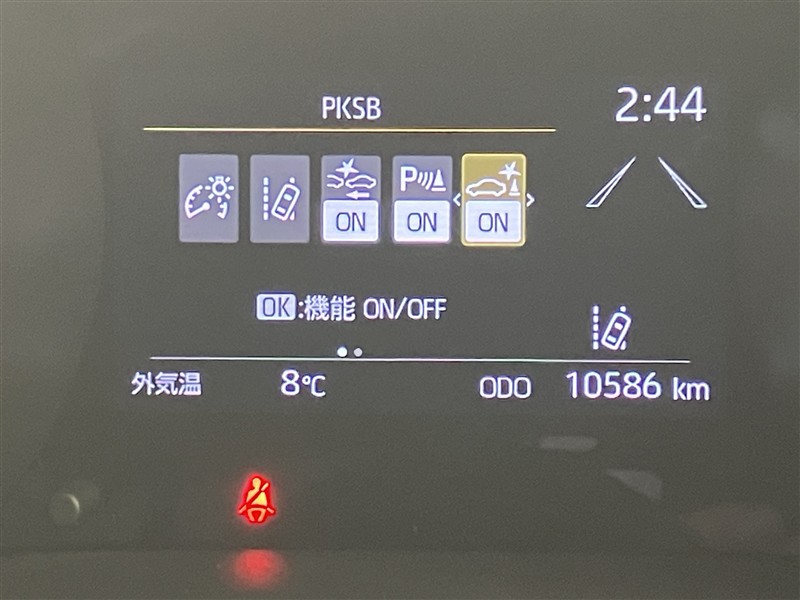 PKSB
2:44
ON
P ON
ON
OK:機能 ON/OFF
外気温 8℃ ODO 10586 km